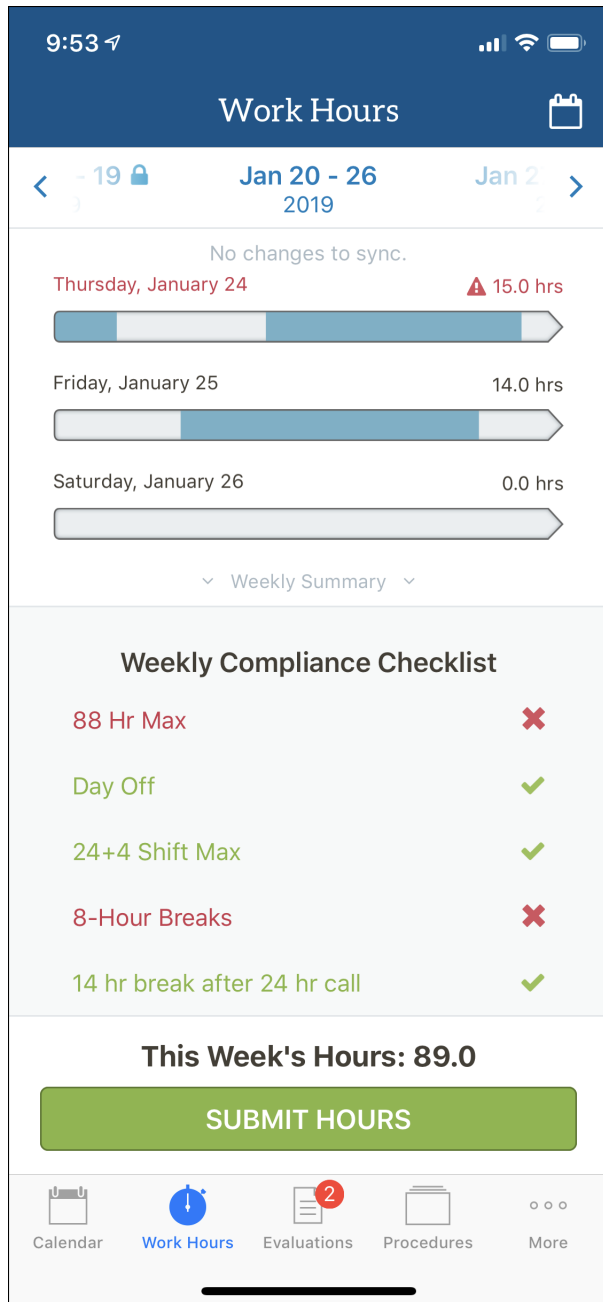 9:53
Work Hours
- 19 Jan 20 - 26 Jan 2
2019
No changes to sync.
Thursday, January 24 15.0 hrs
Friday, January 25 14.0 hrs
Saturday, January 26 0.0 hrs
Weekly Summary
Weekly Compliance Checklist
88 Hr Max
Day Off
24+4 Shift Max
8-Hour Breaks
14 hr break after 24 hr call
This Week's Hours: 89.0
SUBMIT HOURS
2
Calendar Work Hours Evaluations Procedures More